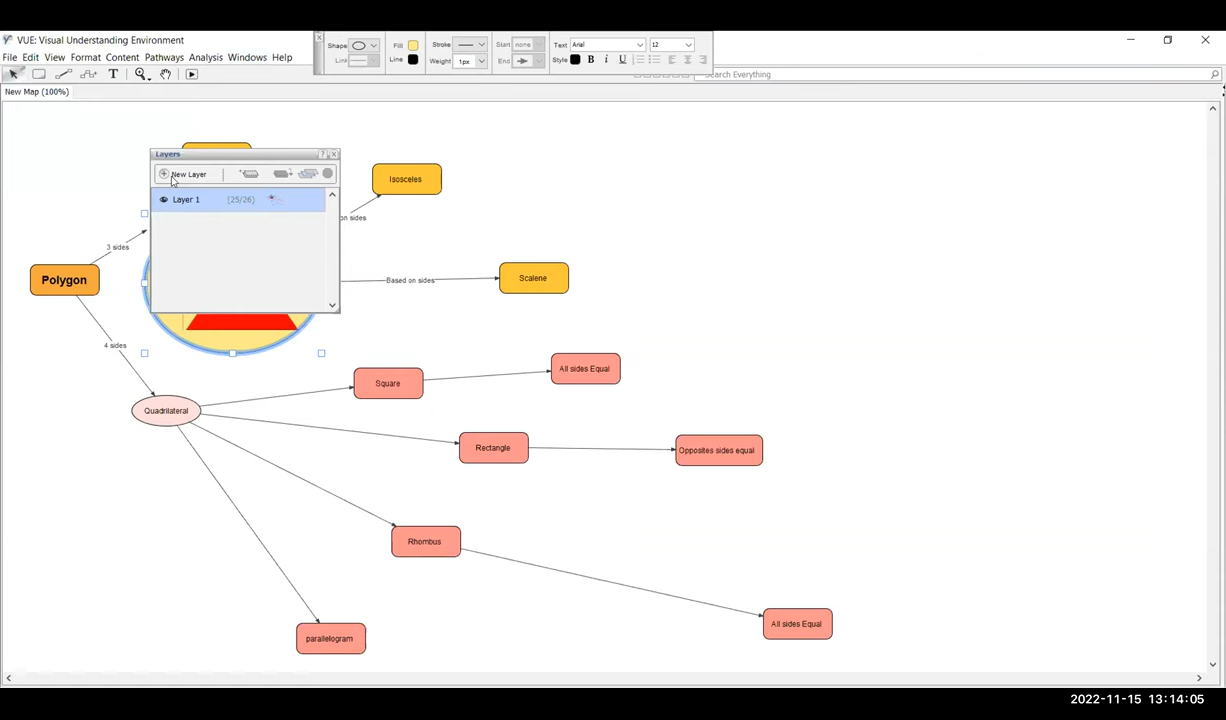 VUE: Visual Understanding Environment
File Edit View Format Content Pathways Analysis Windows Help
Shape: Fill Stroke: Start: none Text Arial 12
Link: Line: Weight 1px End: Style: B I U
Search Everything
New Map (100%)
Layers
New Layer
Layer 1 (25/26)
Isosceles
on sides
3 sides
Polygon
Based on sides
Scalene
4 sides
All sides Equal
Square
Quadrilateral
Rectangle
Opposites sides equal
Rhombus
All sides Equal
parallelogram
2022-11-15 13:14:05